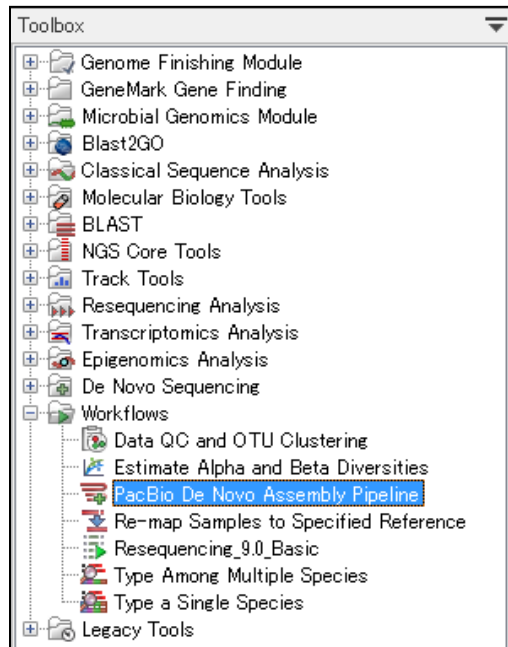 Toolbox
Genome Finishing Module
GeneMark Gene Finding
Microbial Genomics Module
Blast2GO
Classical Sequence Analysis
Molecular Biology Tools
BLAST
NGS Core Tools
Track Tools
Resequencing Analysis
Transcriptomics Analysis
Epigenomics Analysis
De Novo Sequencing
Workflows
Data QC and OTU Clustering
Estimate Alpha and Beta Diversities
PacBio De Novo Assembly Pipeline
Re-map Samples to Specified Reference
Resequencing_9.0_Basic
Type Among Multiple Species
Type a Single Species
Legacy Tools